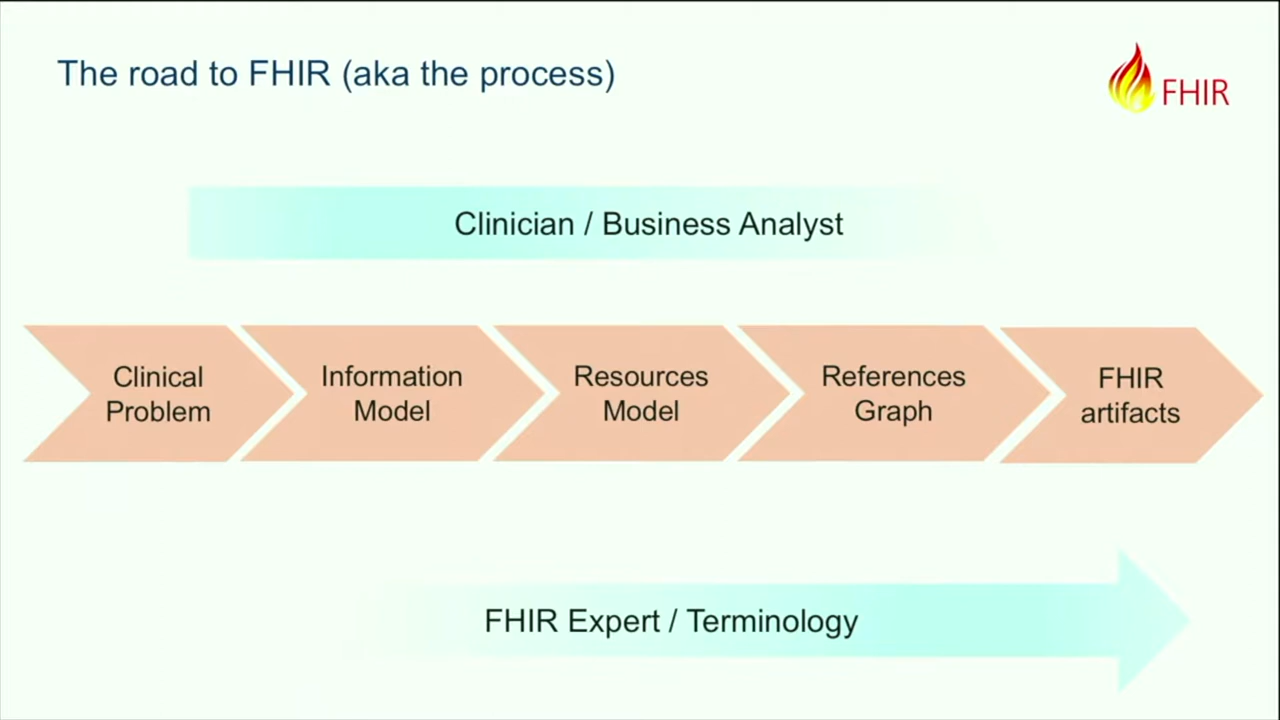 The road to FHIR (aka the process)
FHIR
Clinician / Business Analyst
Clinical
Problem
Information
Model
Resources
Model
References
Graph
FHIR
artifacts
FHIR Expert / Terminology